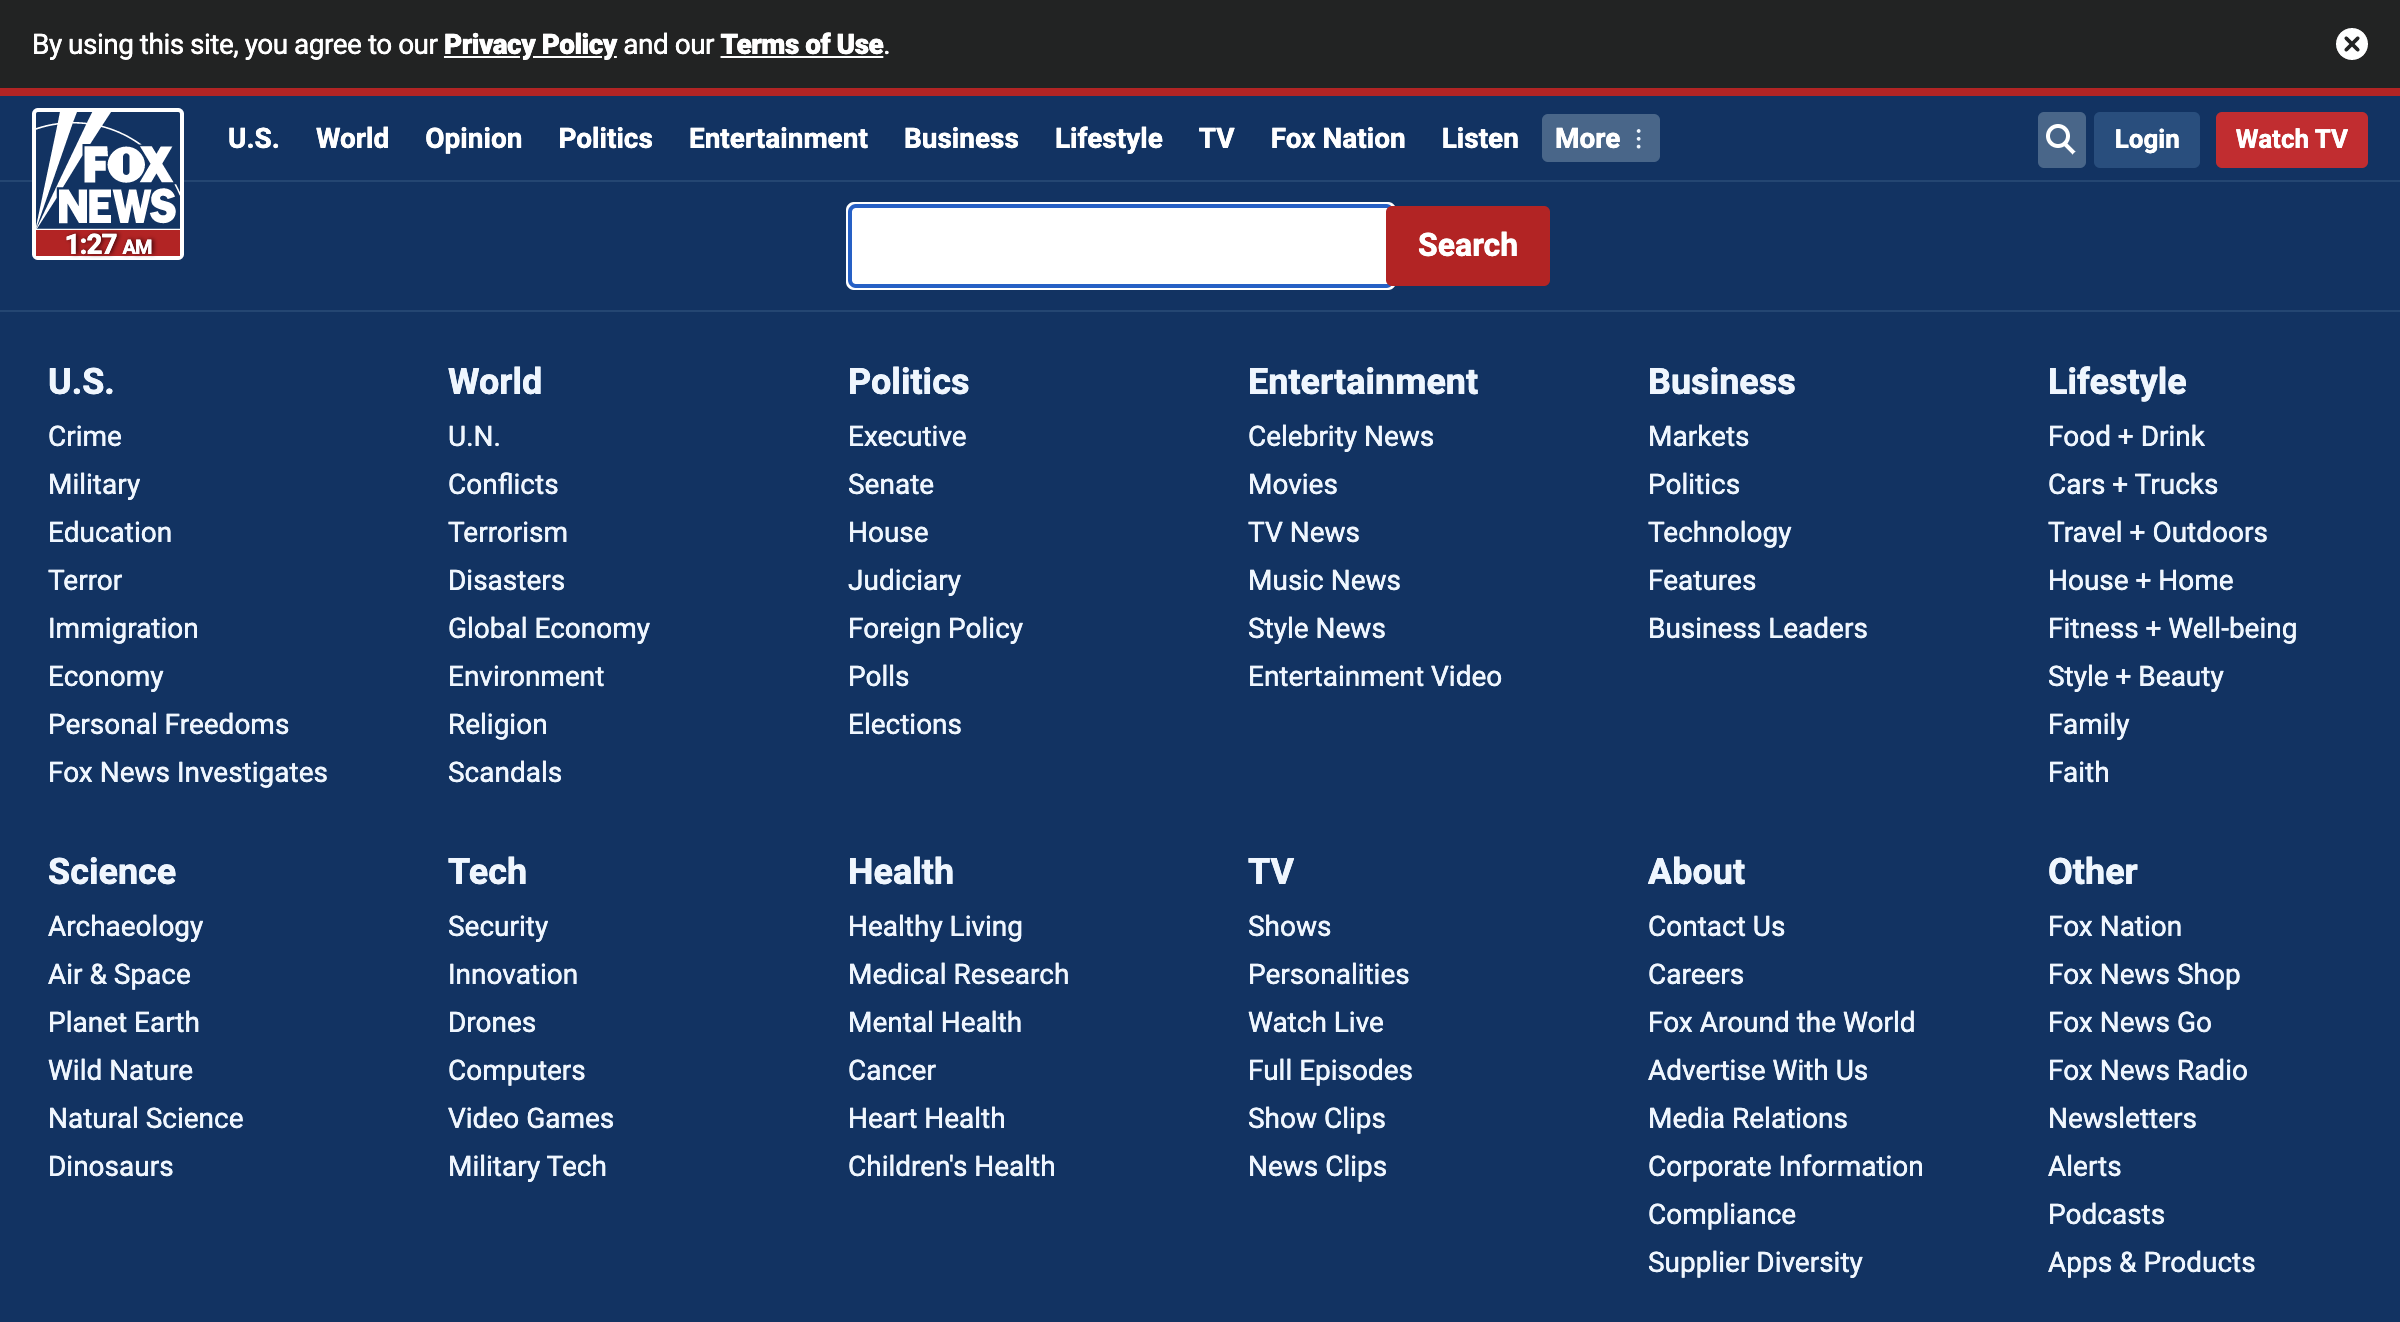 By using this site, you agree to our Privacy Policy and our Terms of Use.
FOX
NEWS
1:27 AM
U.S. World Opinion Politics Entertainment Business Lifestyle TV Fox Nation Listen More
Login Watch TV
Search
U.S.
Crime
Military
Education
Terror
Immigration
Economy
Personal Freedoms
Fox News Investigates
World
U.N.
Conflicts
Terrorism
Disasters
Global Economy
Environment
Religion
Scandals
Politics
Executive
Senate
House
Judiciary
Foreign Policy
Polls
Elections
Entertainment
Celebrity News
Movies
TV News
Music News
Style News
Entertainment Video
Business
Markets
Politics
Technology
Features
Business Leaders
Lifestyle
Food + Drink
Cars + Trucks
Travel + Outdoors
House + Home
Fitness + Well-being
Style + Beauty
Family
Faith
Science
Archaeology
Air & Space
Planet Earth
Wild Nature
Natural Science
Dinosaurs
Tech
Security
Innovation
Drones
Computers
Video Games
Military Tech
Health
Healthy Living
Medical Research
Mental Health
Cancer
Heart Health
Children's Health
TV
Shows
Personalities
Watch Live
Full Episodes
Show Clips
News Clips
About
Contact Us
Careers
Fox Around the World
Advertise With Us
Media Relations
Corporate Information
Compliance
Supplier Diversity
Other
Fox Nation
Fox News Shop
Fox News Go
Fox News Radio
Newsletters
Alerts
Podcasts
Apps & Products